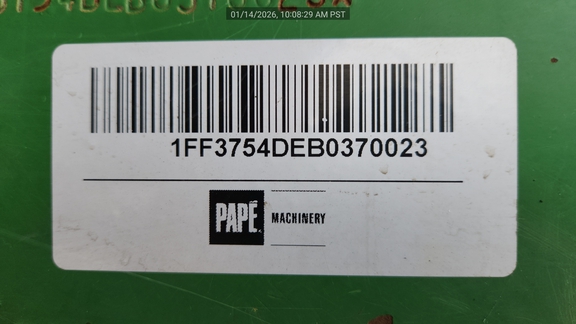 01/14/2026, 10:08:29 AM PST
1FF3754DEB0370023
PAPÉ MACHINERY